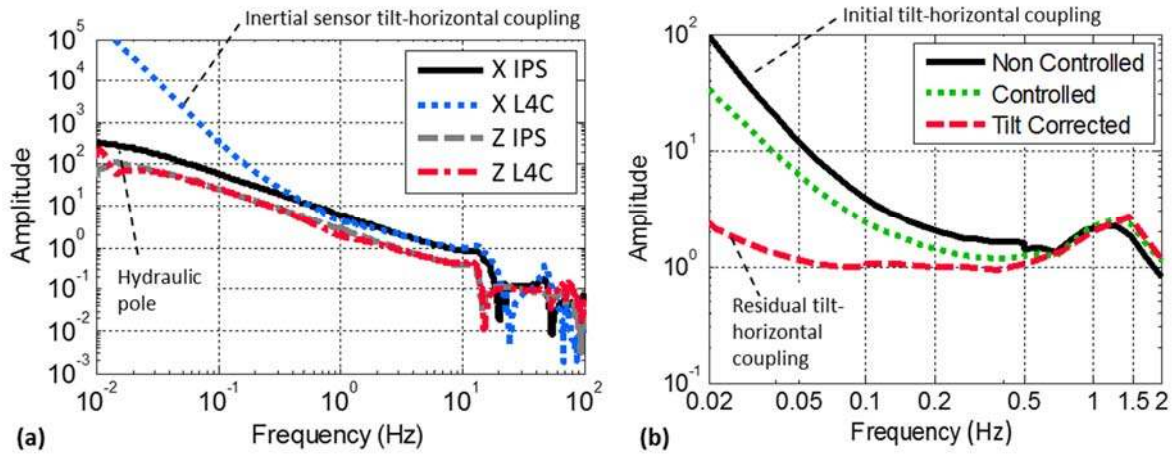 Inertial sensor tilt-horizontal coupling
10^5
10^4
10^3
10^2
10^1
10^0
10^-1
10^-2
10^-3
Amplitude
X IPS
X L4C
Z IPS
Z L4C
Hydraulic
pole
10^-2
10^-1
10^0
10^1
10^2
Frequency (Hz)
(a)
Initial tilt-horizontal coupling
10^2
10^1
10^0
10^-1
Amplitude
Non Controlled
Controlled
Tilt Corrected
Residual tilt-
horizontal
coupling
0.02
0.05
0.1
0.2
0.5
1
1.5
2
Frequency (Hz)
(b)